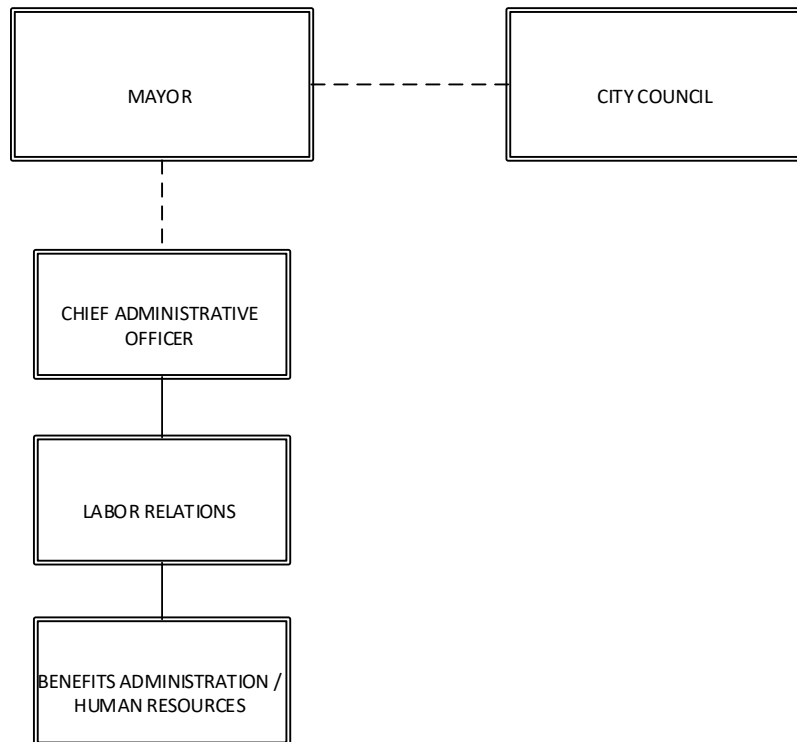 MAYOR
CITY COUNCIL
CHIEF ADMINISTRATIVE
OFFICER
LABOR RELATIONS
BENEFITS ADMINISTRATION /
HUMAN RESOURCES